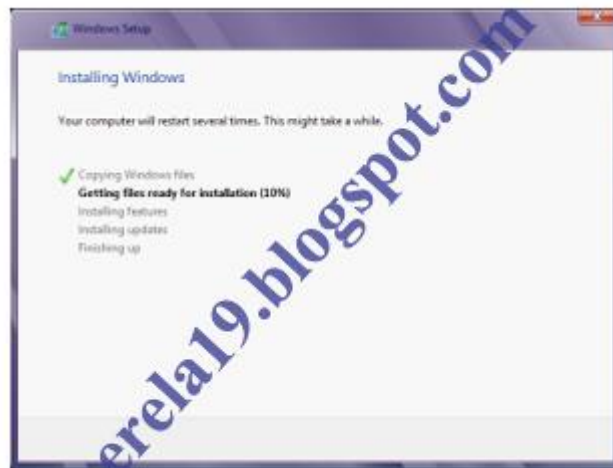 Windows Setup
Installing Windows
Your computer will restart several times. This might take a while.
Copying Windows files
Getting files ready for installation (10%)
Installing features
Installing updates
Finishing up
erela19.blogspot.com